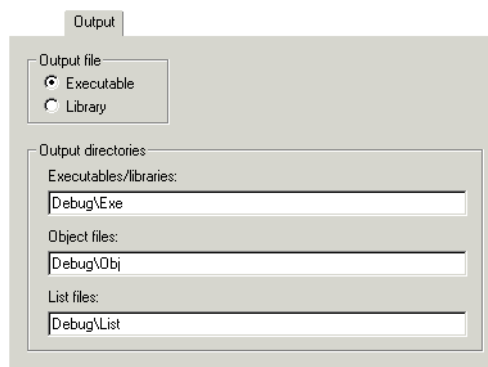 Output
Output file
Executable
Library
Output directories
Executables/libraries:
Debug\Exe
Object files:
Debug\Obj
List files:
Debug\List